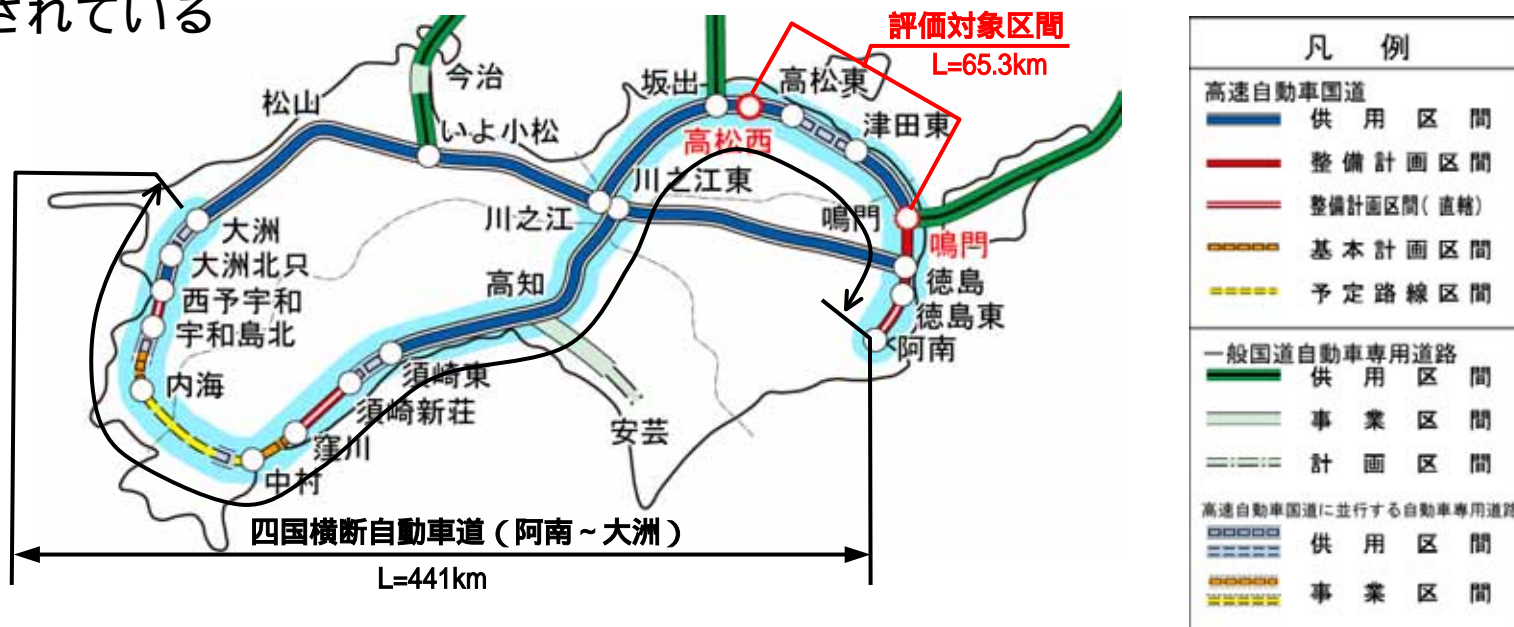 されている
評価対象区間
L=65.3km
今治
坂出
高松東
松山
いよ小松
高松西
津田東
川之江東
川之江
鳴門
鳴門
大洲
大洲北只
西予宇和
宇和島北
高知
徳島
徳島東
阿南
内海
須崎東
須崎新荘
安芸
窪川
中村
四国横断自動車道(阿南~大洲)
L=441km
凡 例
高速自動車国道
供 用 区 間
整 備 計 画 区 間
整備計画区間(直轄)
基 本 計 画 区 間
予 定 路 線 区 間
一般国道自動車専用道路
供 用 区 間
事 業 区 間
計 画 区 間
高速自動車国道に並行する自動車専用道路
供 用 区 間
事 業 区 間